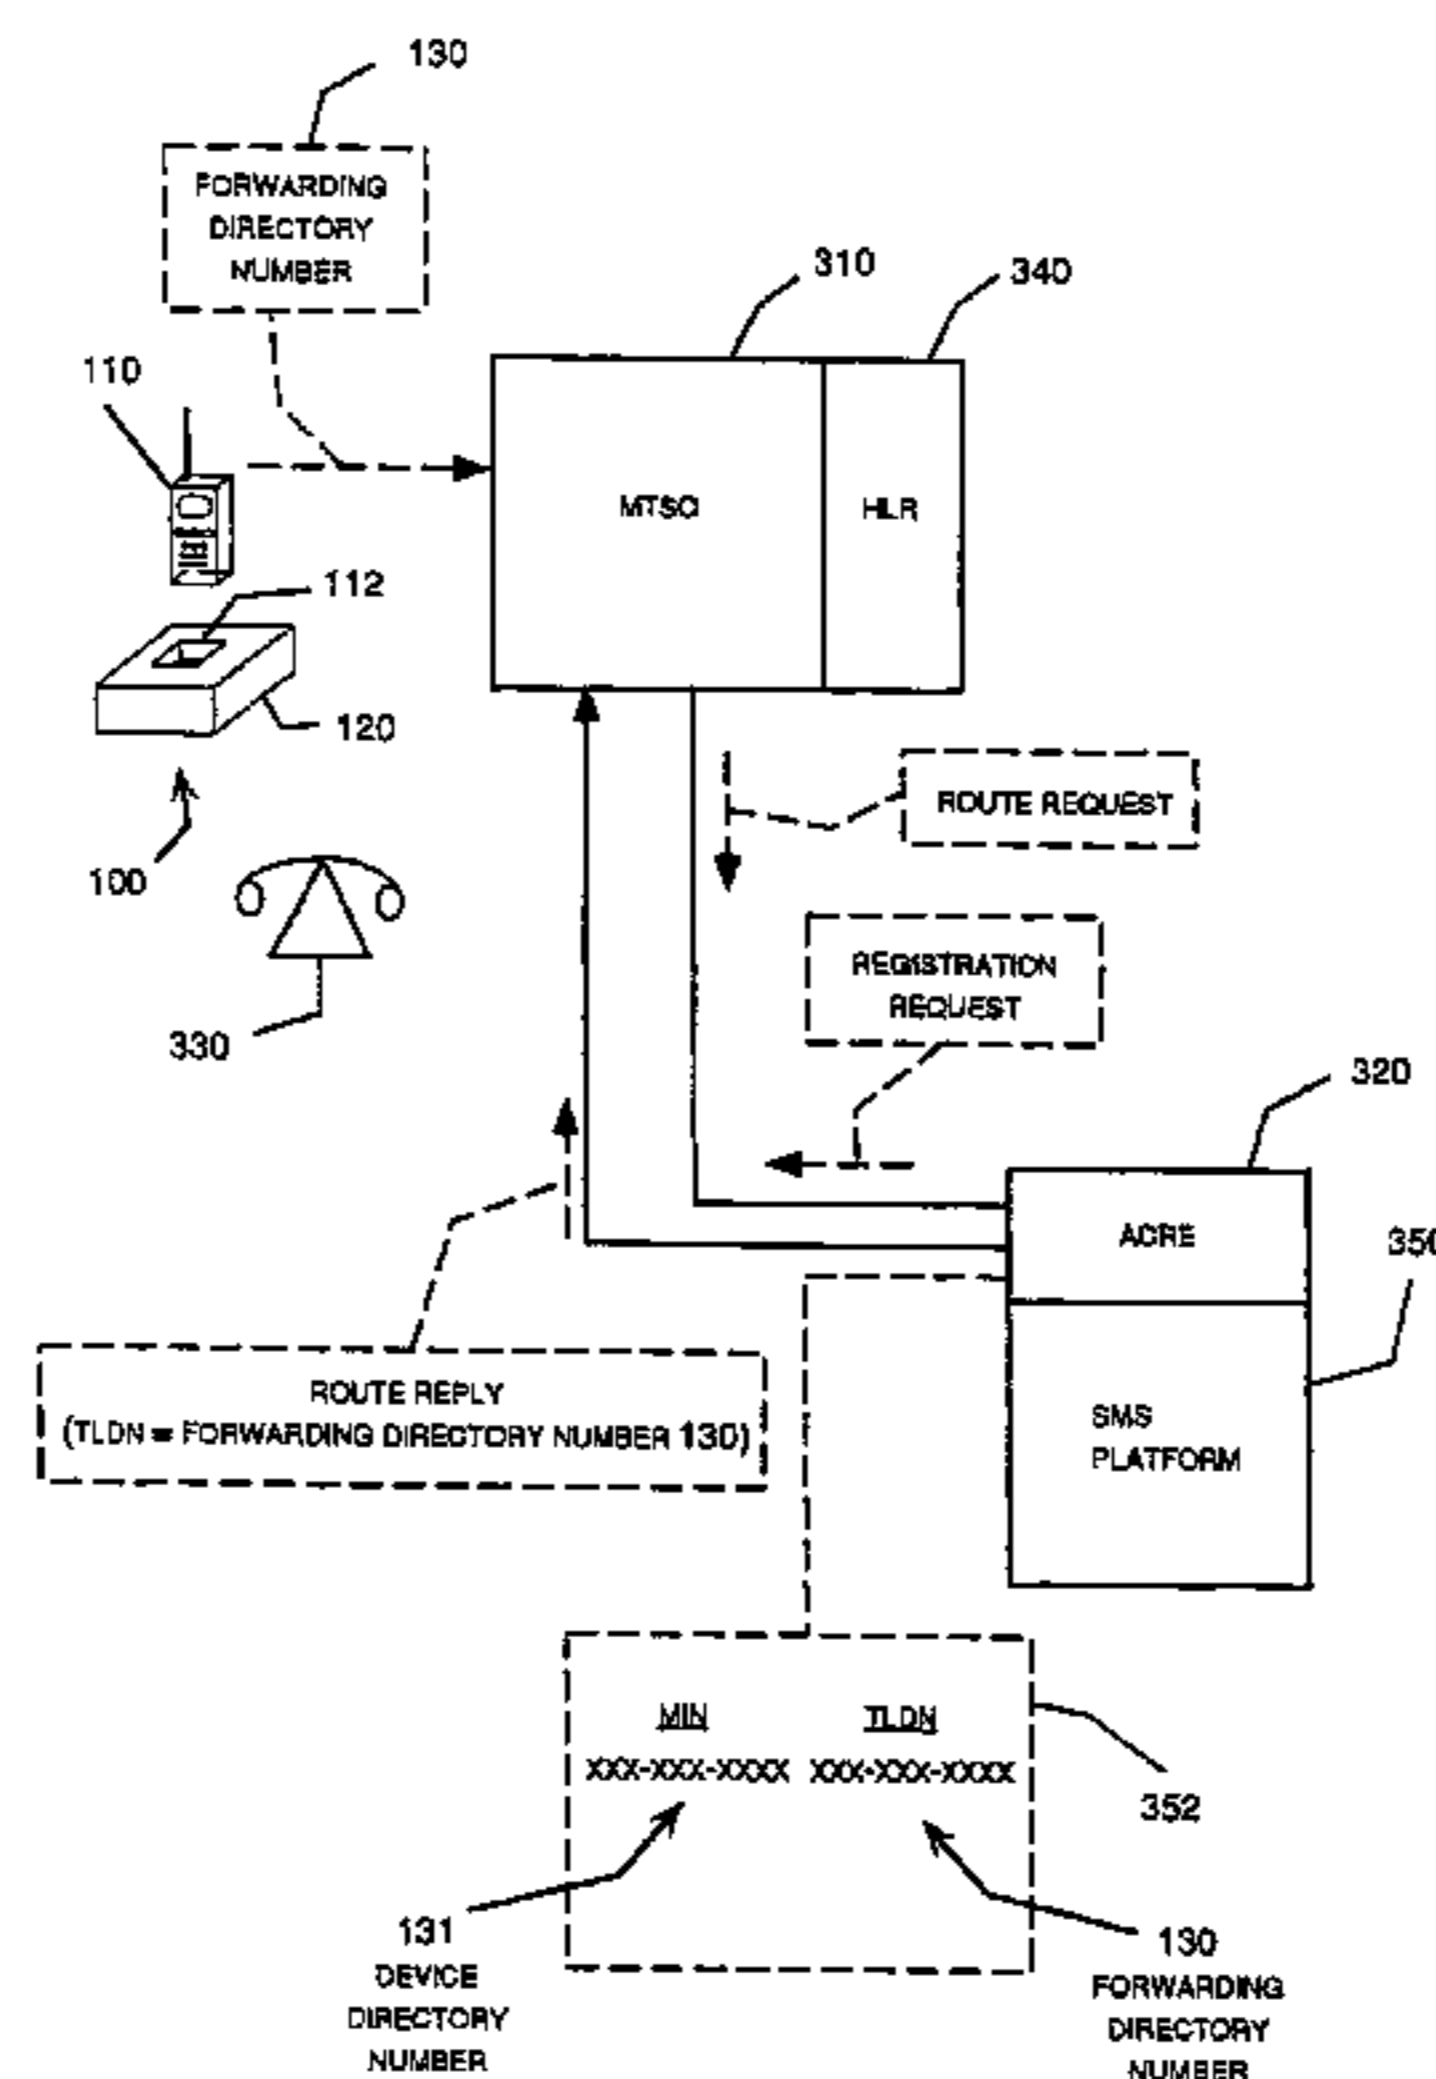 130
FORWARDING
DIRECTORY
NUMBER
310
340
110
MTSO
HLR
112
120
ROUTE REQUEST
100
REGISTRATION
REQUEST
330
320
ACRE
350
ROUTE REPLY
(TLDN = FORWARDING DIRECTORY NUMBER 130)
SMS
PLATFORM
MIN TLDN
XXX-XXX-XXXX XXX-XXX-XXXX
352
131
DEVICE
DIRECTORY
NUMBER
130
FORWARDING
DIRECTORY
NUMBER